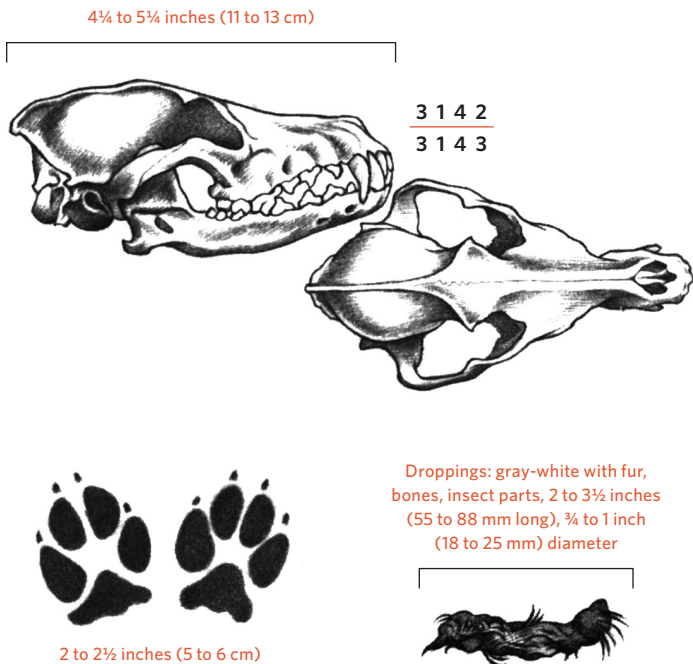 4¼ to 5¼ inches (11 to 13 cm)
3 1 4 2
3 1 4 3
Droppings: gray-white with fur,
bones, insect parts, 2 to 3½ inches
(55 to 88 mm long), ¾ to 1 inch
(18 to 25 mm) diameter
2 to 2½ inches (5 to 6 cm)